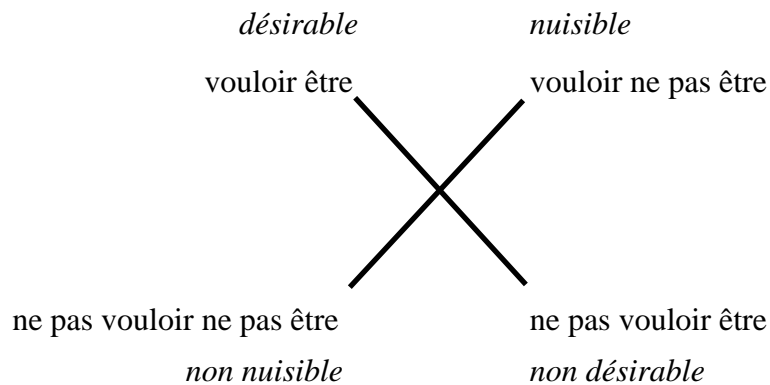 désirable nuisible
vouloir être vouloir ne pas être
ne pas vouloir ne pas être ne pas vouloir être
non nuisible non désirable